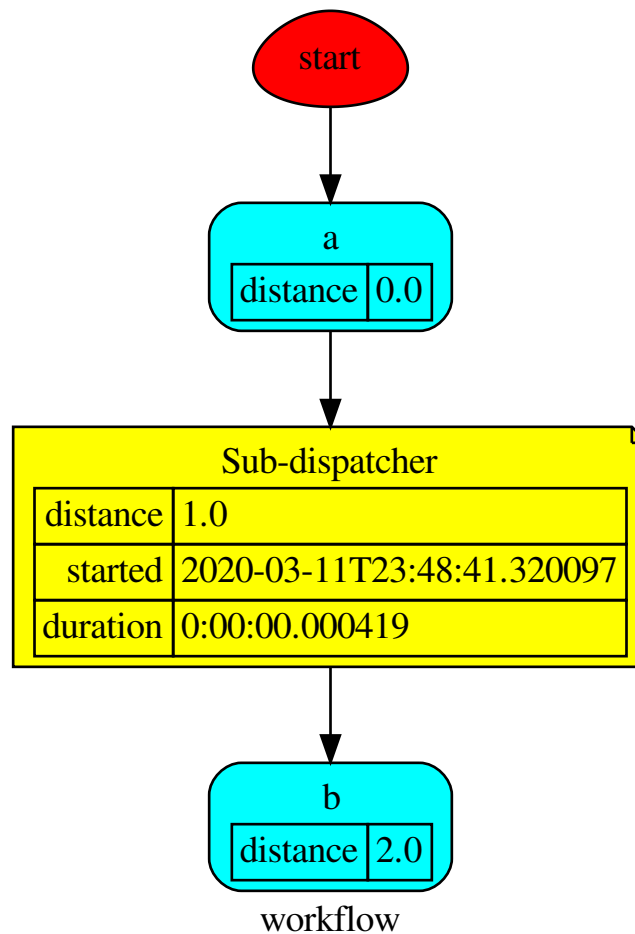 start
a
distance 0.0
Sub-dispatcher
distance 1.0
started 2020-03-11T23:48:41.320097
duration 0:00:00.000419
b
distance 2.0
workflow